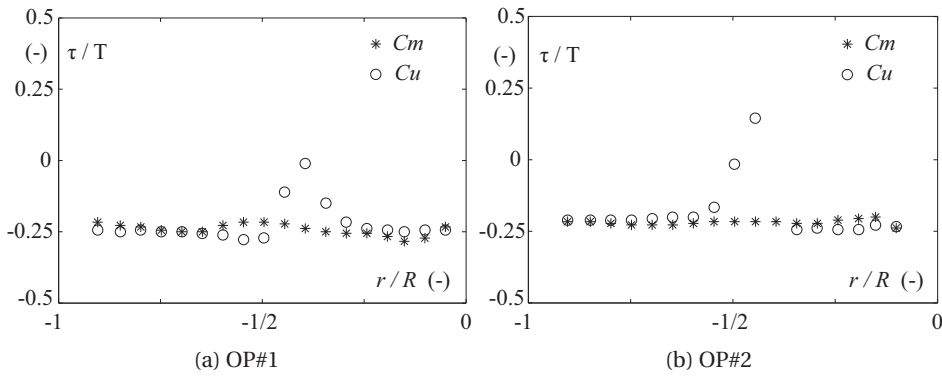 0.5
(-) τ / T
0.25
0
-0.25
-0.5
* Cm
○ Cu
r / R (-)
-1
-1/2
0
(a) OP#1
0.5
(-) τ / T
0.25
0
-0.25
-0.5
* Cm
○ Cu
r / R (-)
-1
-1/2
0
(b) OP#2